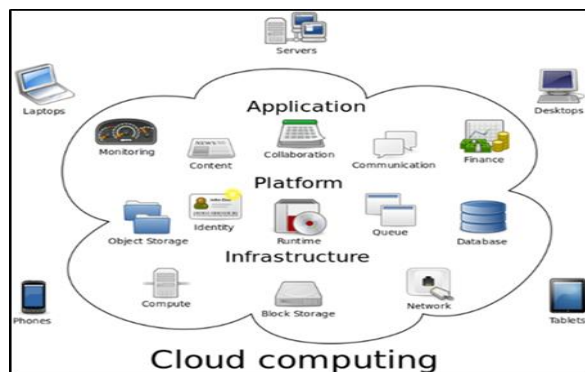 Servers
Laptops
Desktops
Application
Monitoring
NEWS
Content
Collaboration
Communication
Finance
Platform
Object Storage
Identity
Runtime
Queue
Database
Infrastructure
Compute
Block Storage
Network
Phones
Tablets
Cloud computing